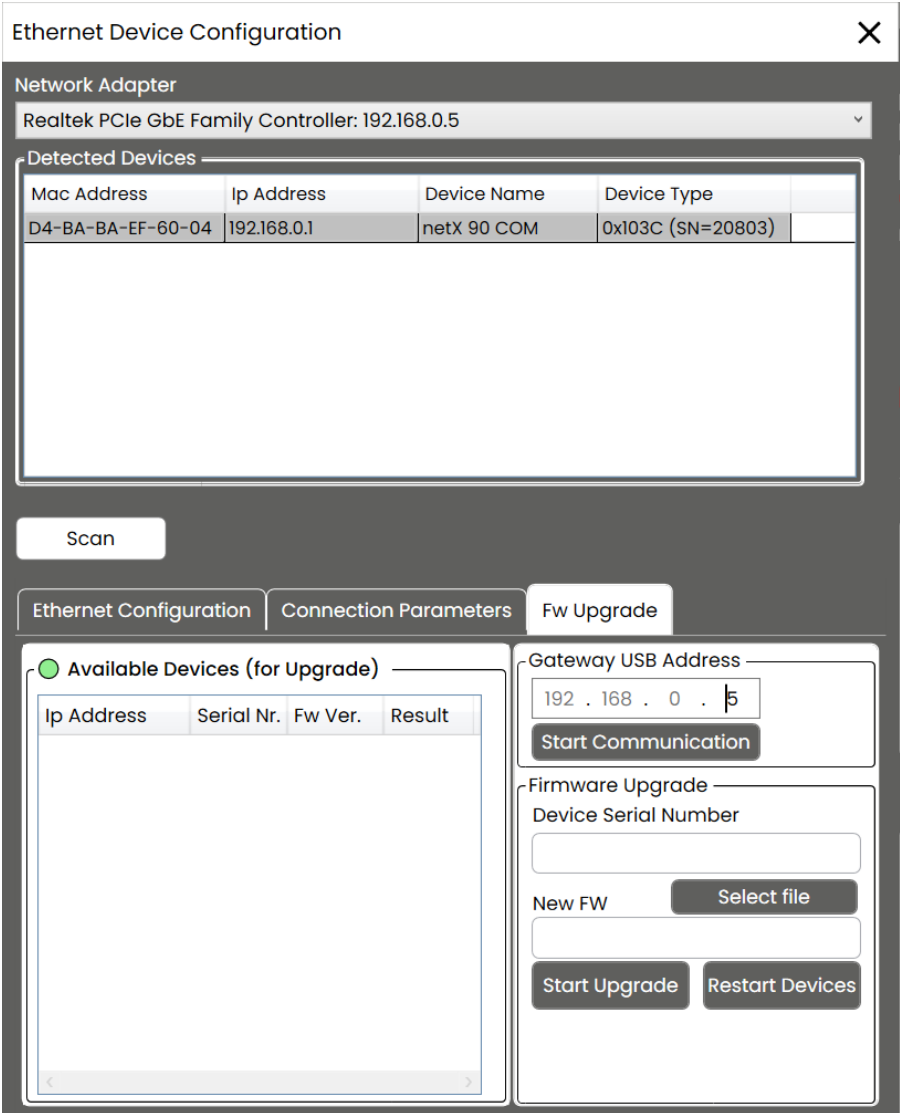 Ethernet Device Configuration
Network Adapter
Realtek PCIe GbE Family Controller: 192.168.0.5
Detected Devices
Mac Address Ip Address Device Name Device Type
D4-BA-BA-EF-60-04 192.168.0.1 netX 90 COM 0x103C (SN=20803)
Scan
Ethernet Configuration Connection Parameters Fw Upgrade
Available Devices (for Upgrade)
Ip Address Serial Nr. Fw Ver. Result
Gateway USB Address
192 . 168 . 0 . 5
Start Communication
Firmware Upgrade
Device Serial Number
New FW Select file
Start Upgrade Restart Devices